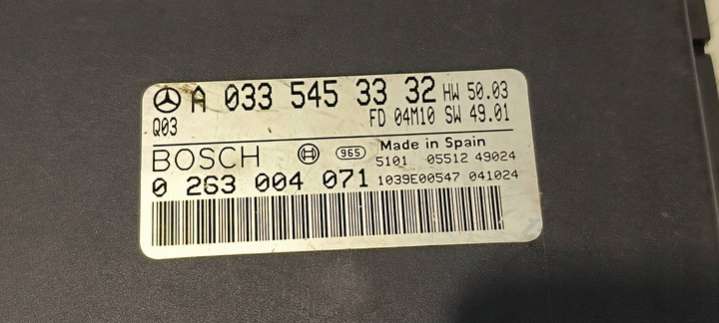 A 033 545 33 32 HW 50.03
Q03 FD 04M10 SW 49.01
BOSCH 965 Made in Spain
5101 05512 49024
0 263 004 071 1039E00547 041024